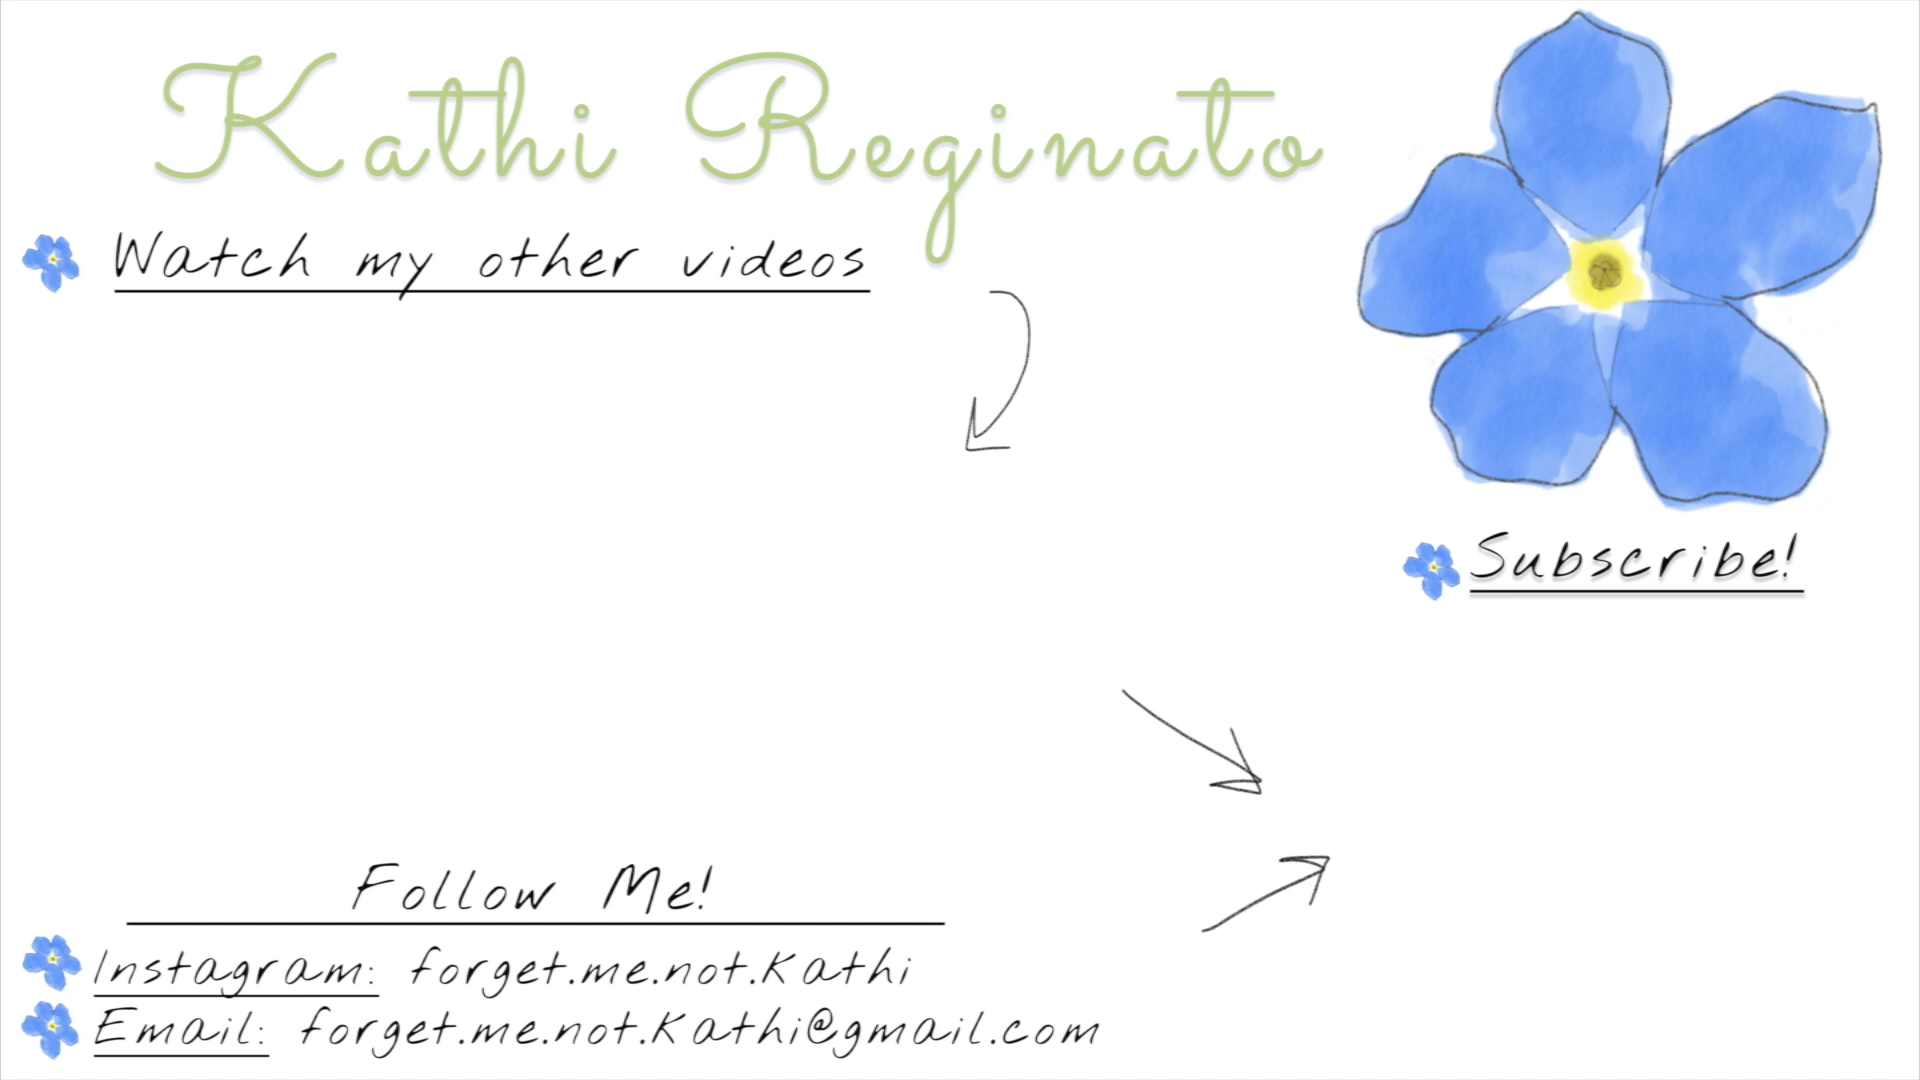 Kathi Reginato
Watch my other videos
Subscribe!
Follow Me!
Instagram: forget.me.not.Kathi
Email: forget.me.not.Kathi@gmail.com